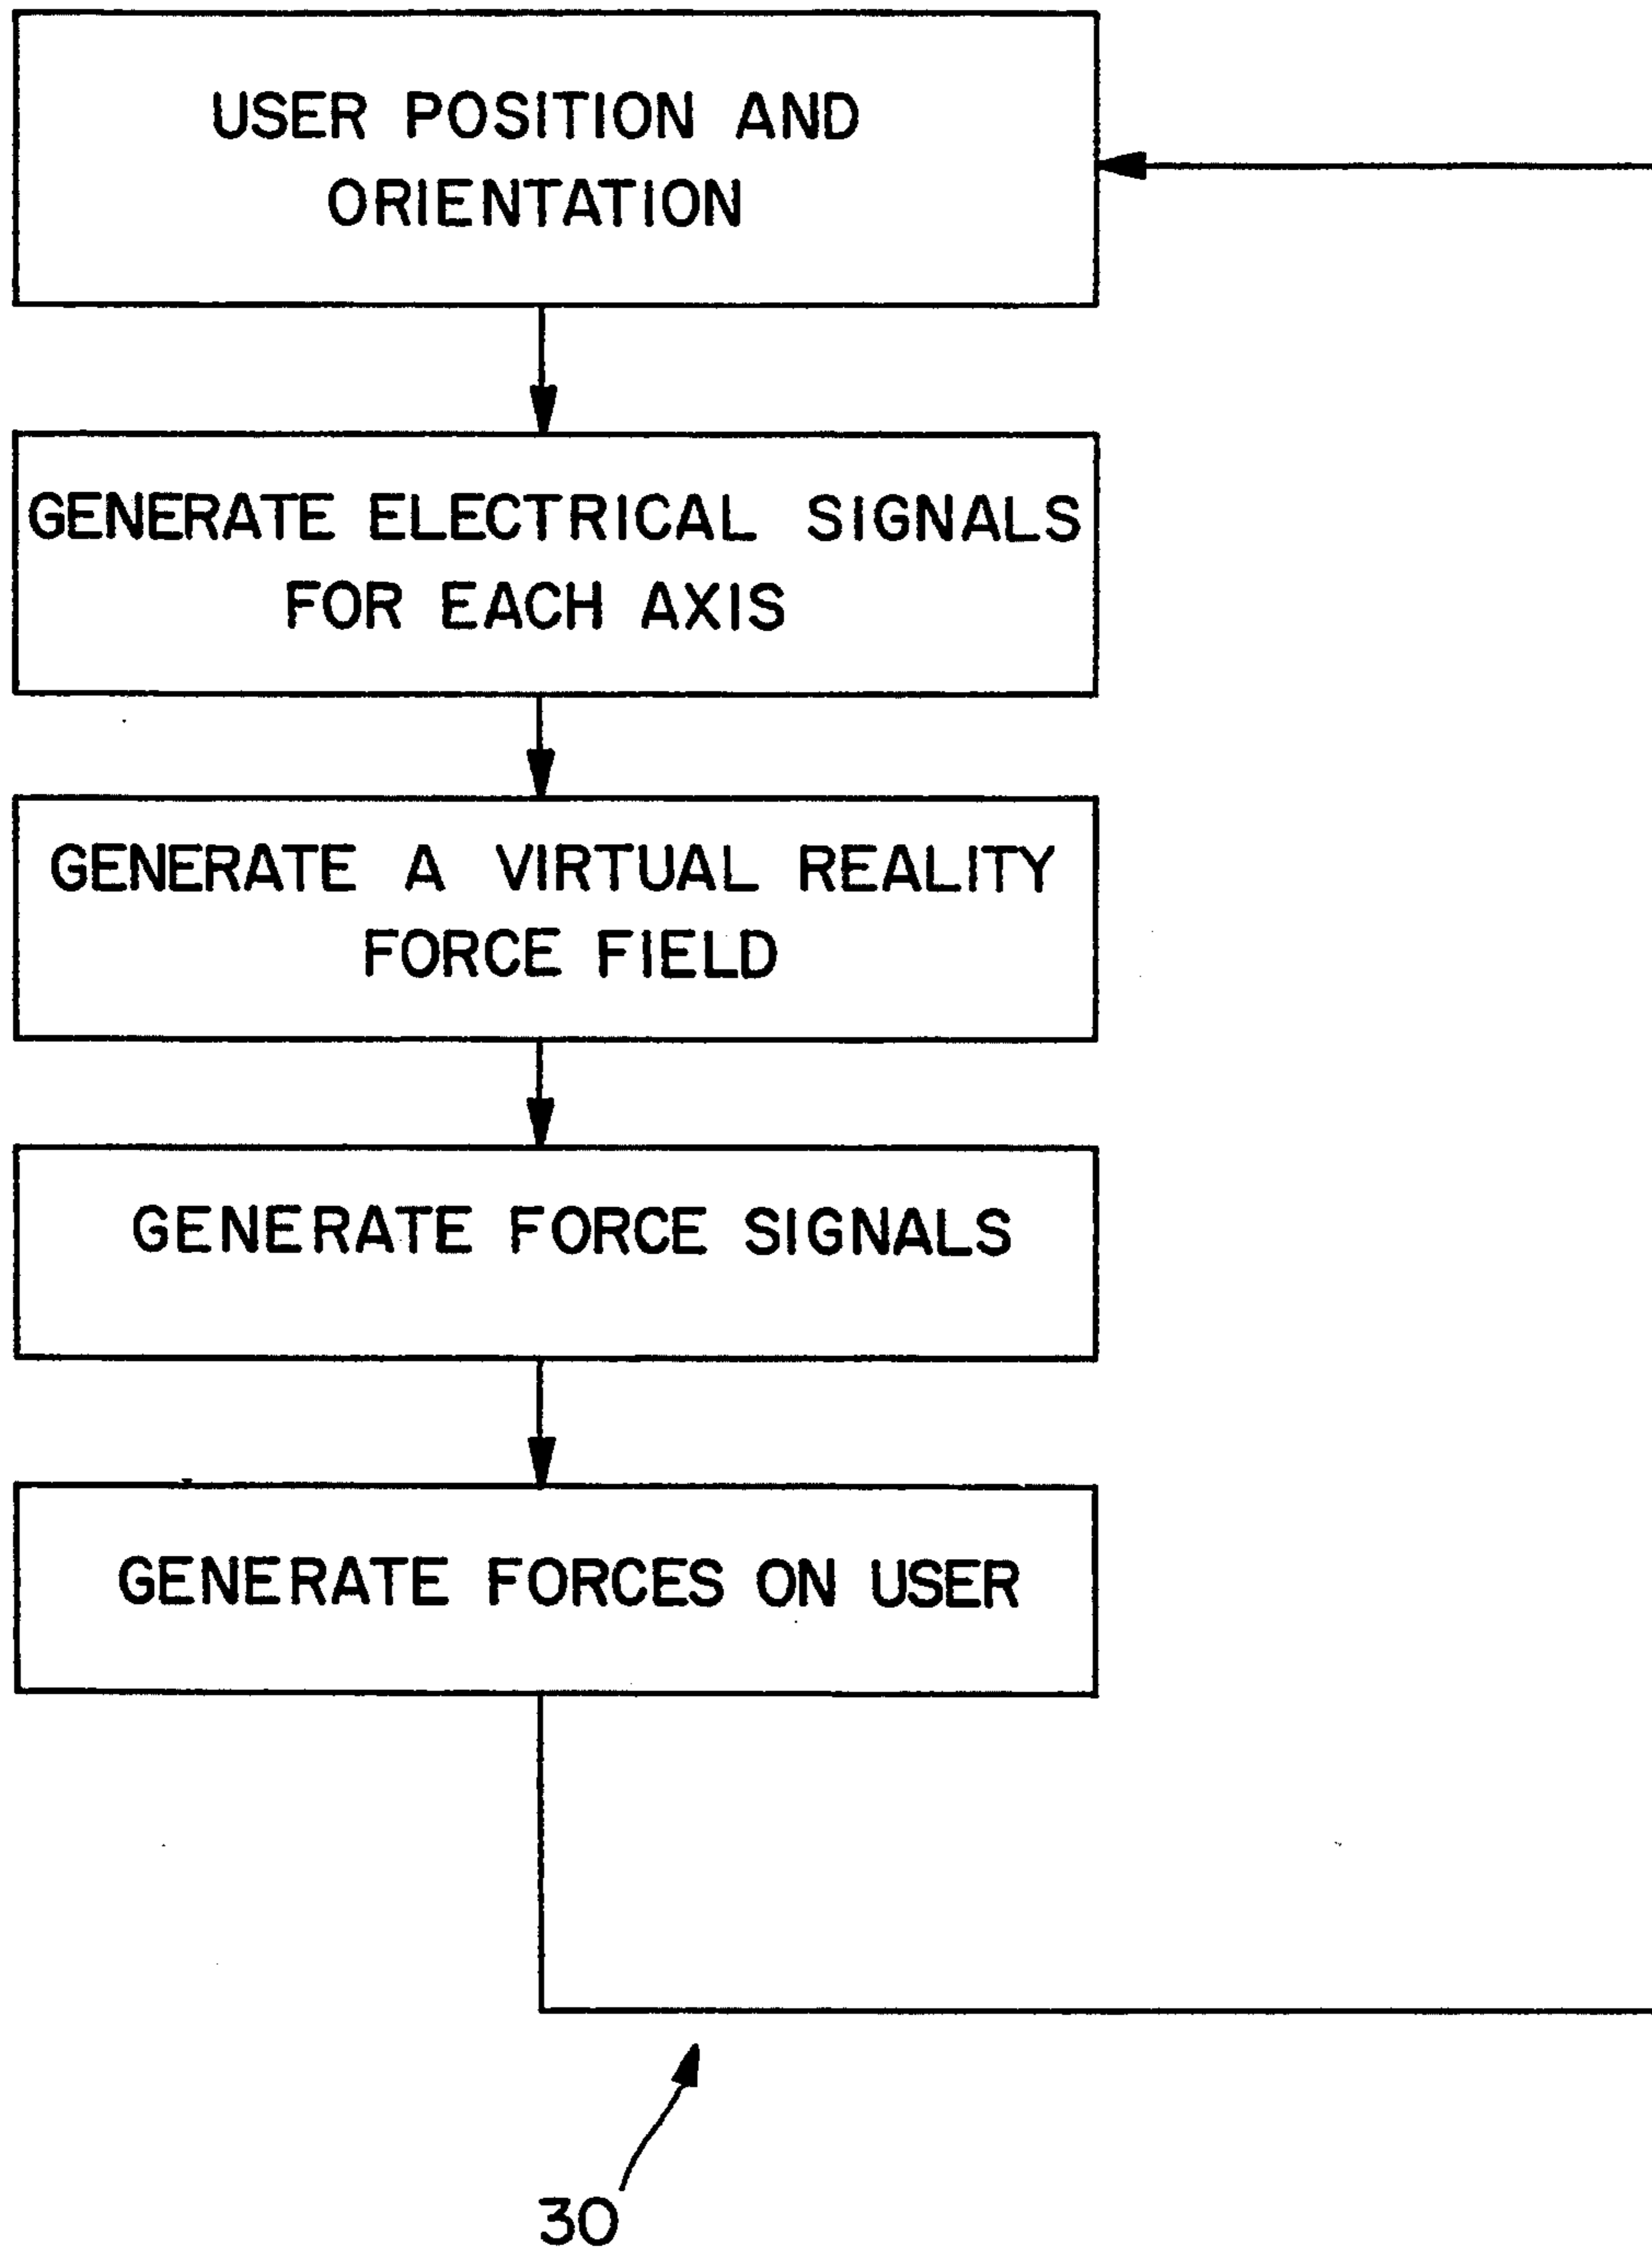 USER POSITION AND
ORIENTATION
GENERATE ELECTRICAL SIGNALS
FOR EACH AXIS
GENERATE A VIRTUAL REALITY
FORCE FIELD
GENERATE FORCE SIGNALS
GENERATE FORCES ON USER
30